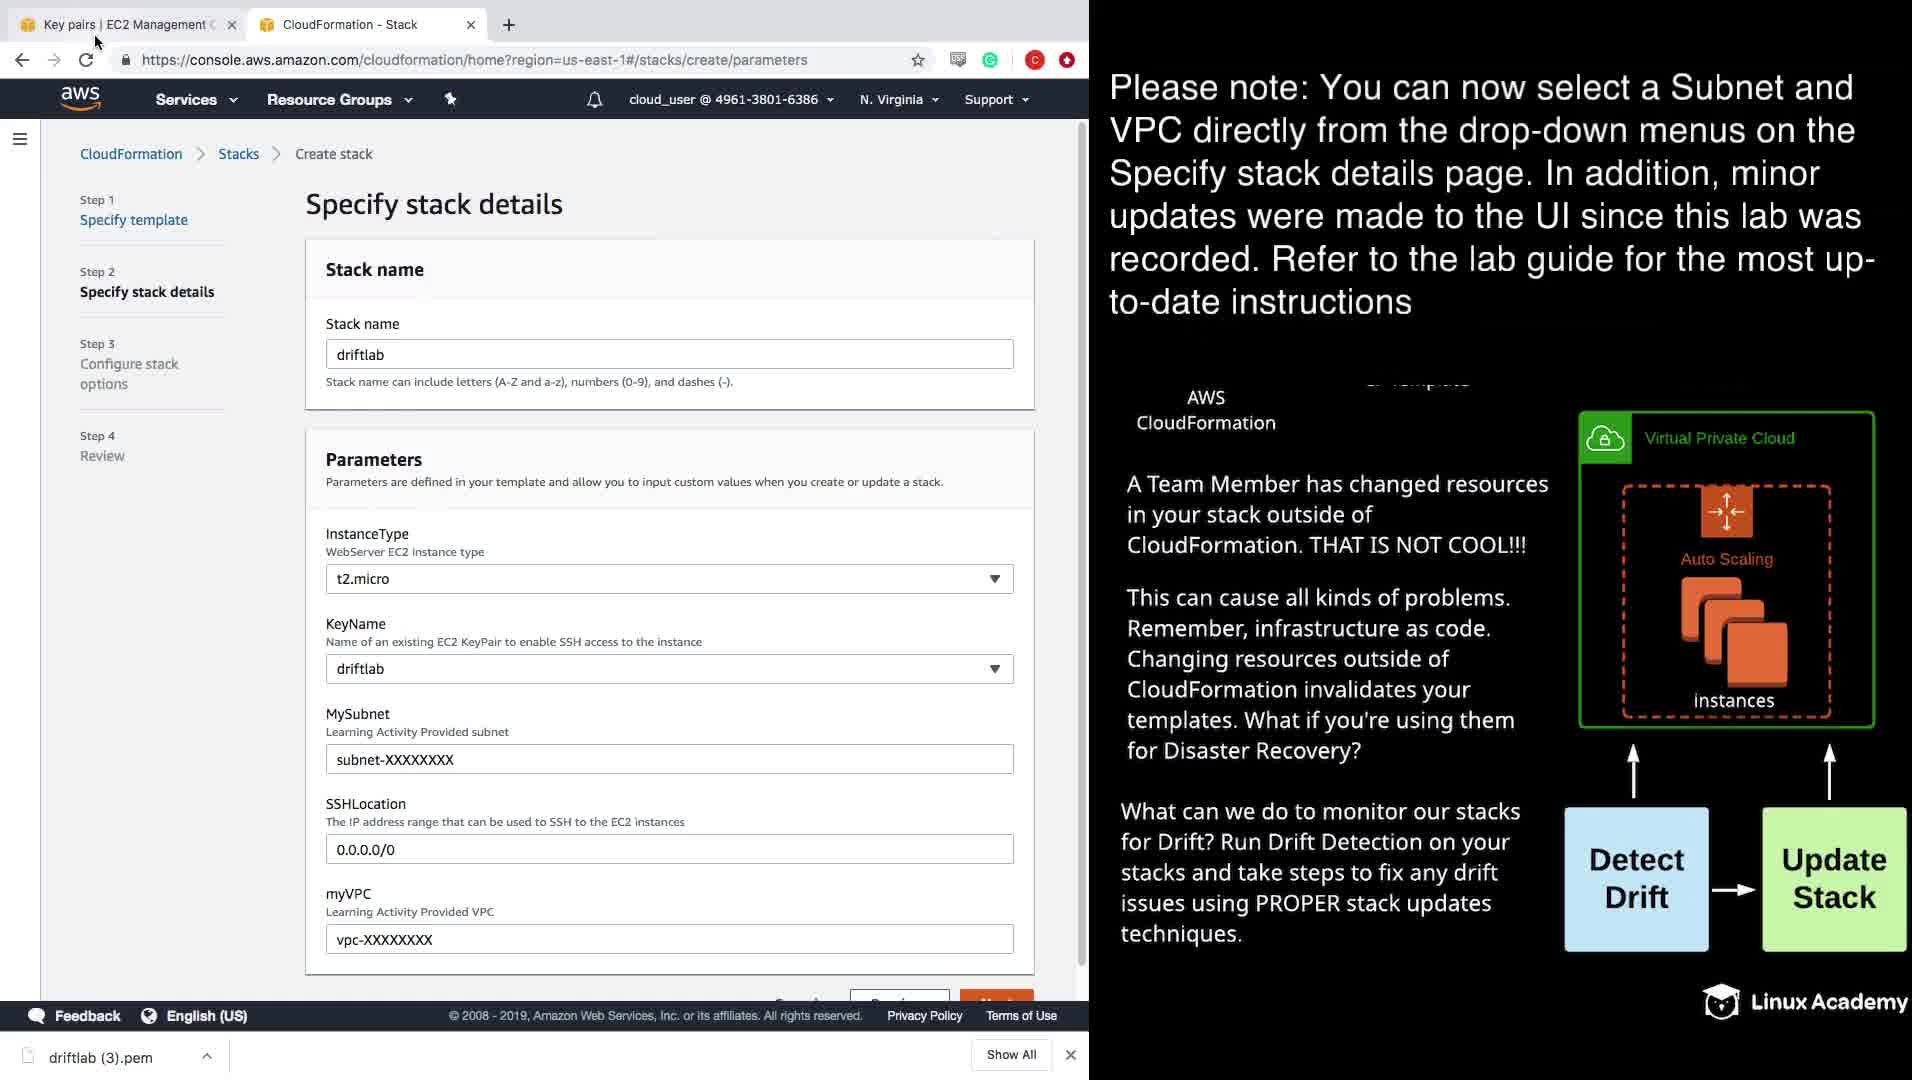 Key pairs | EC2 Management
CloudFormation - Stack
https://console.aws.amazon.com/cloudformation/home?region=us-east-1#/stacks/create/parameters
aws
Services
Resource Groups
cloud_user @ 4961-3801-6386
N. Virginia
Support
CloudFormation
Stacks
Create stack
Step 1
Specify template
Step 2
Specify stack details
Step 3
Configure stack
options
Step 4
Review
Specify stack details
Stack name
Stack name
driftlab
Stack name can include letters (A-Z and a-z), numbers (0-9), and dashes (-).
Parameters
Parameters are defined in your template and allow you to input custom values when you create or update a stack.
InstanceType
WebServer EC2 instance type
t2.micro
KeyName
Name of an existing EC2 KeyPair to enable SSH access to the instance
driftlab
MySubnet
Learning Activity Provided subnet
subnet-XXXXXXXX
SSHLocation
The IP address range that can be used to SSH to the EC2 instances
0.0.0.0/0
myVPC
Learning Activity Provided VPC
vpc-XXXXXXXX
Feedback
English (US)
© 2008 - 2019, Amazon Web Services, Inc. or its affiliates. All rights reserved.
Privacy Policy
Terms of Use
driftlab (3).pem
Show All
Please note: You can now select a Subnet and
VPC directly from the drop-down menus on the
Specify stack details page. In addition, minor
updates were made to the UI since this lab was
recorded. Refer to the lab guide for the most up-
to-date instructions
AWS
CloudFormation
A Team Member has changed resources
in your stack outside of
CloudFormation. THAT IS NOT COOL!!!
This can cause all kinds of problems.
Remember, infrastructure as code.
Changing resources outside of
CloudFormation invalidates your
templates. What if you're using them
for Disaster Recovery?
What can we do to monitor our stacks
for Drift? Run Drift Detection on your
stacks and take steps to fix any drift
issues using PROPER stack updates
techniques.
Virtual Private Cloud
Auto Scaling
instances
Detect
Drift
Update
Stack
Linux Academy